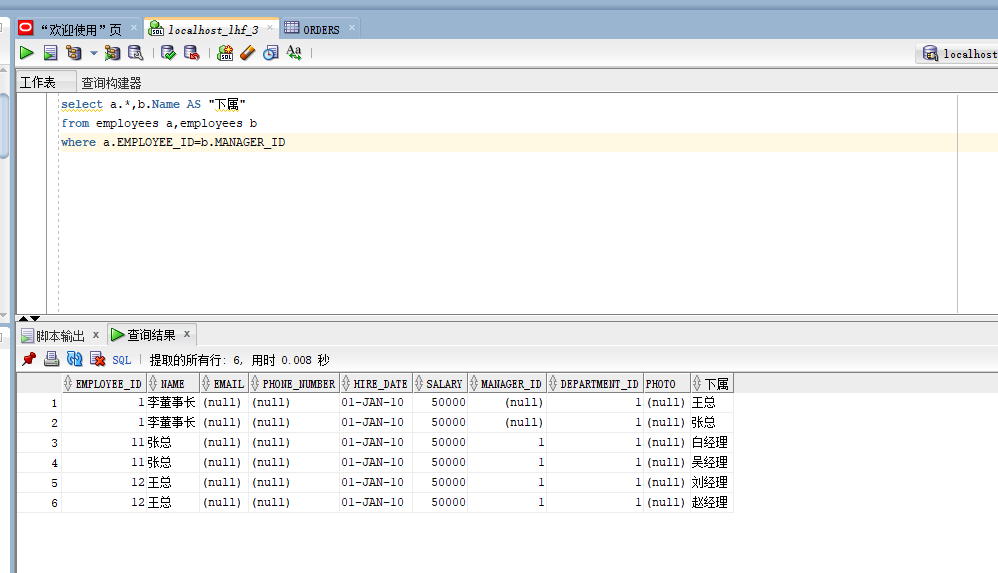 “欢迎使用”页 localhost_lhf_3 ORDERS
Aa
localhost
工作表 查询构建器
select a.*,b.Name AS "下属"
from employees a,employees b
where a.EMPLOYEE_ID=b.MANAGER_ID
脚本输出 x 查询结果 x
SQL 提取的所有行: 6, 用时 0.008 秒
EMPLOYEE_ID NAME EMAIL PHONE_NUMBER HIRE_DATE SALARY MANAGER_ID DEPARTMENT_ID PHOTO 下属
1 1 李董事长 (null) (null) 01-JAN-10 50000 (null) 1 (null) 王总
2 1 李董事长 (null) (null) 01-JAN-10 50000 (null) 1 (null) 张总
3 11 张总 (null) (null) 01-JAN-10 50000 1 1 (null) 白经理
4 11 张总 (null) (null) 01-JAN-10 50000 1 1 (null) 吴经理
5 12 王总 (null) (null) 01-JAN-10 50000 1 1 (null) 刘经理
6 12 王总 (null) (null) 01-JAN-10 50000 1 1 (null) 赵经理